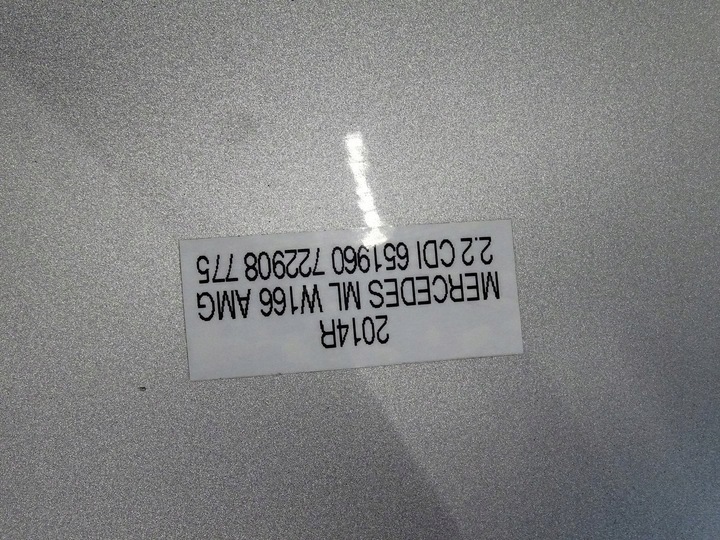 2014R
MERCEDES ML W166 AMG
2.2 CDI 651960 722908 775